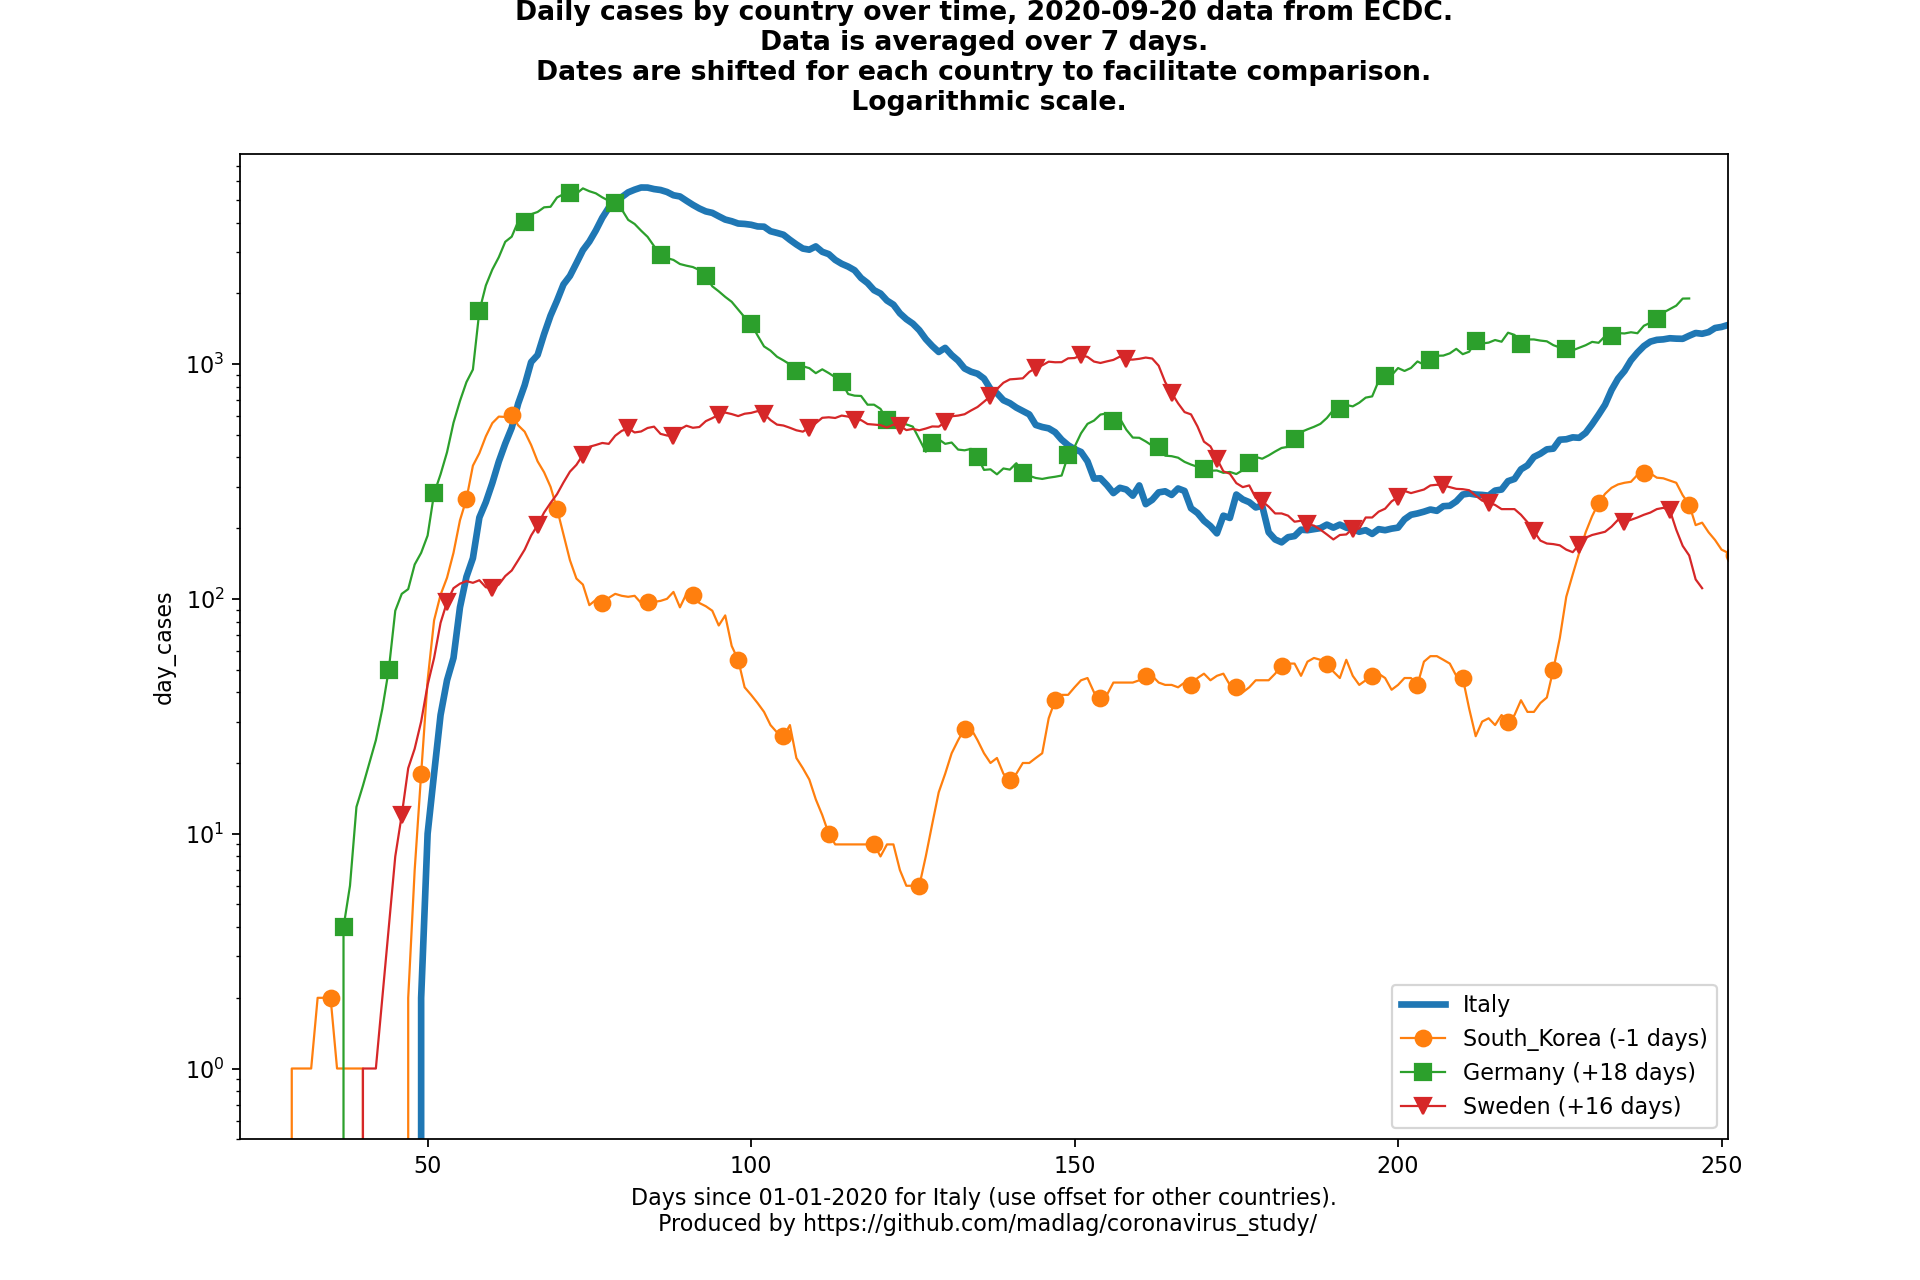 Daily cases by country over time, 2020-09-20 data from ECDC.
Data is averaged over 7 days.
Dates are shifted for each country to facilitate comparison.
Logarithmic scale.
day_cases
10³
10²
10¹
10⁰
Italy
South_Korea (-1 days)
Germany (+18 days)
Sweden (+16 days)
50 100 150 200 250
Days since 01-01-2020 for Italy (use offset for other countries).
Produced by https://github.com/madlag/coronavirus_study/